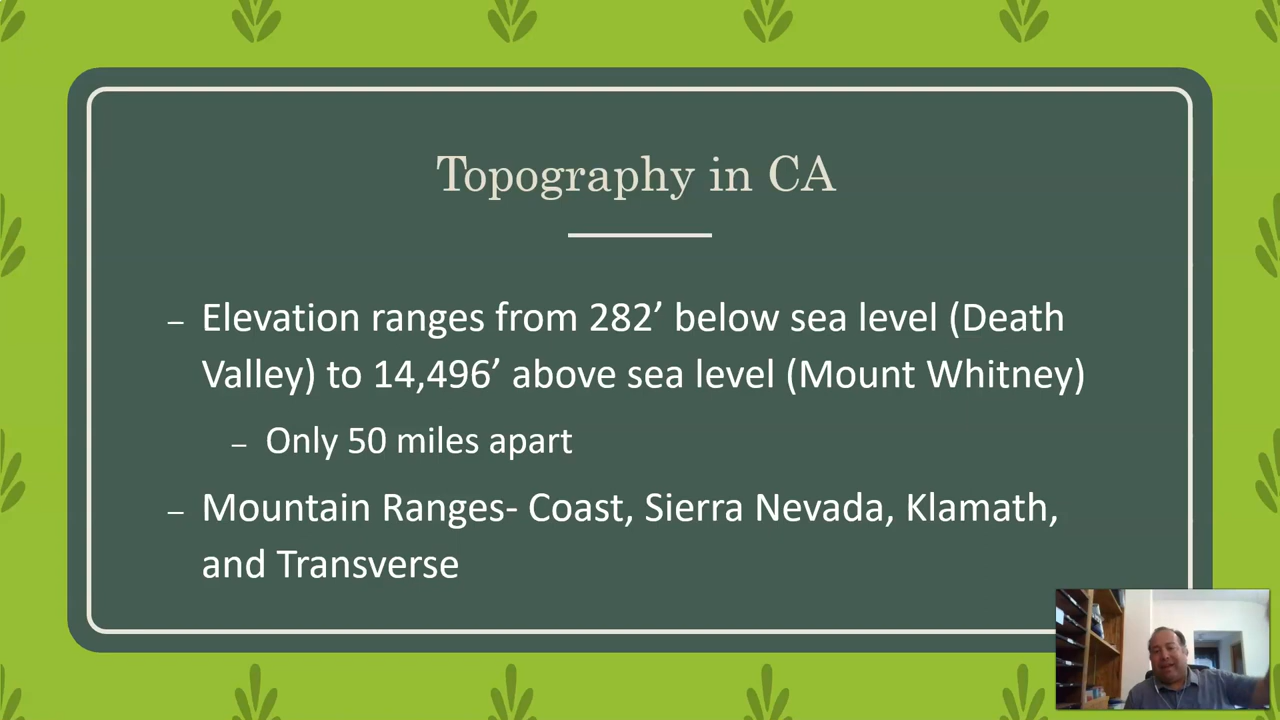 Topography in CA
– Elevation ranges from 282’ below sea level (Death
Valley) to 14,496’ above sea level (Mount Whitney)
– Only 50 miles apart
– Mountain Ranges- Coast, Sierra Nevada, Klamath,
and Transverse